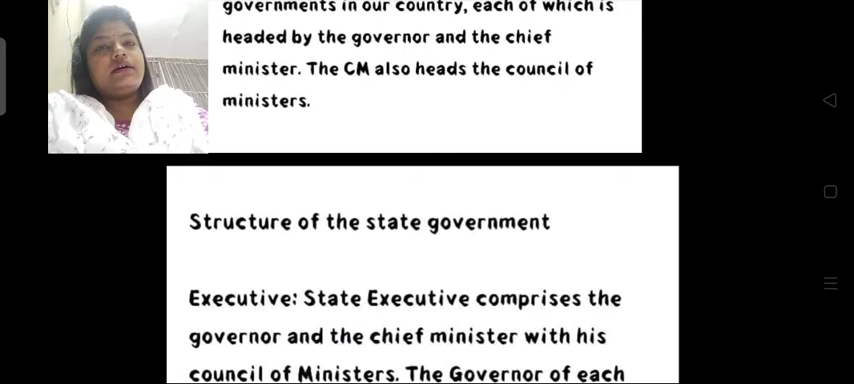 governments in our country, each of which is
headed by the governor and the chief
minister. The CM also heads the council of
ministers.
Structure of the state government
Executive: State Executive comprises the
governor and the chief minister with his
council of Ministers. The Governor of each